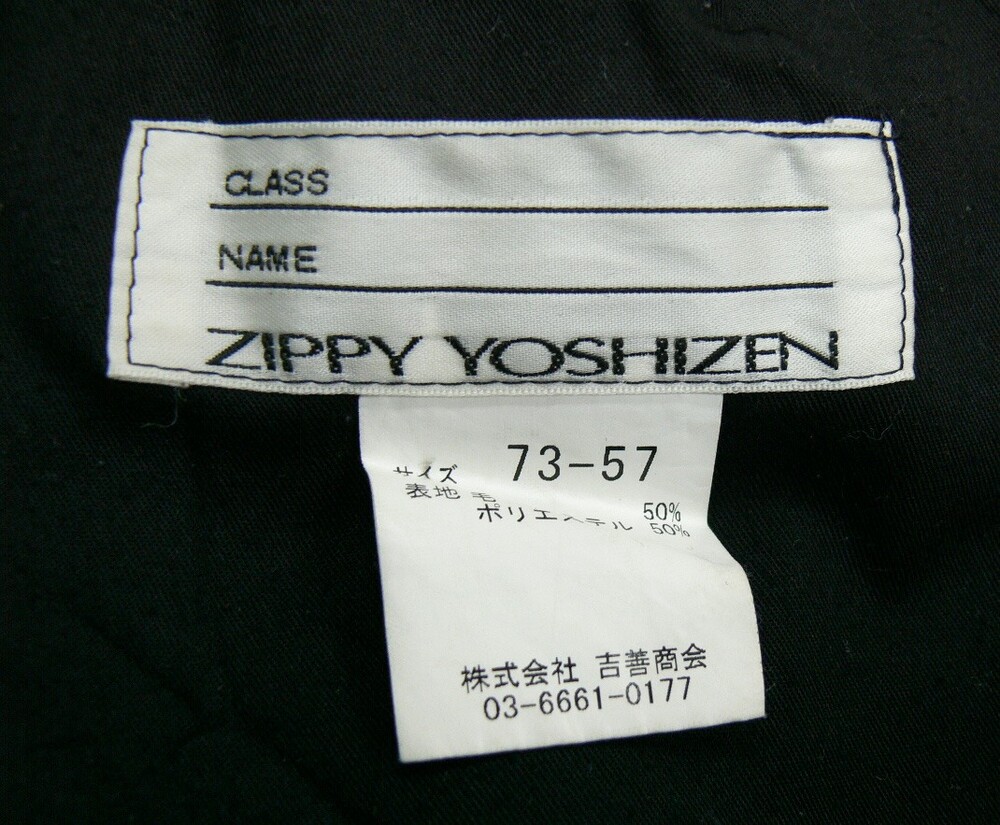 CLASS
NAME
ZIPPY YOSHIZEN
サイズ 73-57
表地 毛 50%
ポリエステル 50%
株式会社 吉善商会
03-6661-0177